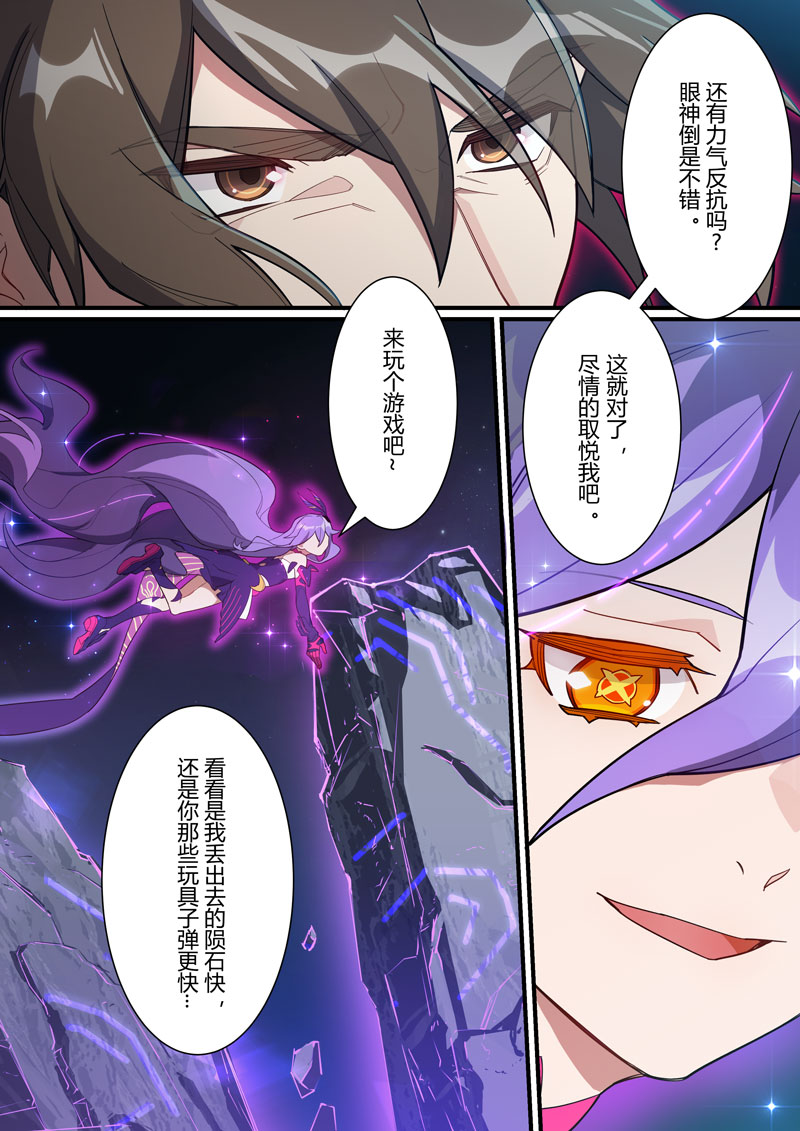 还有力气反抗吗？
眼神倒是不错。
这就对了，
尽情的取悦我吧。
来玩个游戏吧~
看看是我丢出去的陨石快，
还是你那些玩具子弹更快…